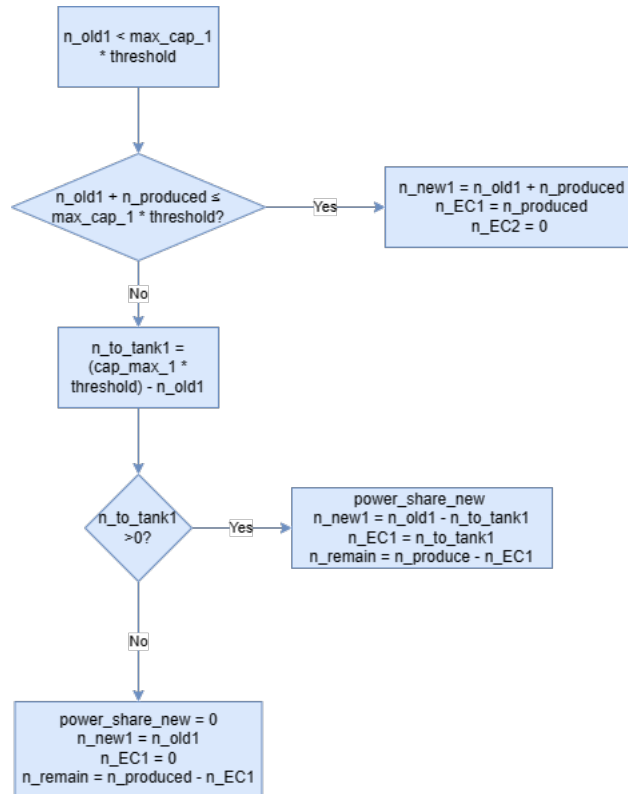 n_old1 < max_cap_1
* threshold
n_old1 + n_produced ≤
max_cap_1 * threshold?
Yes
n_new1 = n_old1 + n_produced
n_EC1 = n_produced
n_EC2 = 0
No
n_to_tank1 =
(cap_max_1 *
threshold) - n_old1
n_to_tank1
>0?
Yes
power_share_new
n_new1 = n_old1 - n_to_tank1
n_EC1 = n_to_tank1
n_remain = n_produce - n_EC1
No
power_share_new = 0
n_new1 = n_old1
n_EC1 = 0
n_remain = n_produced - n_EC1